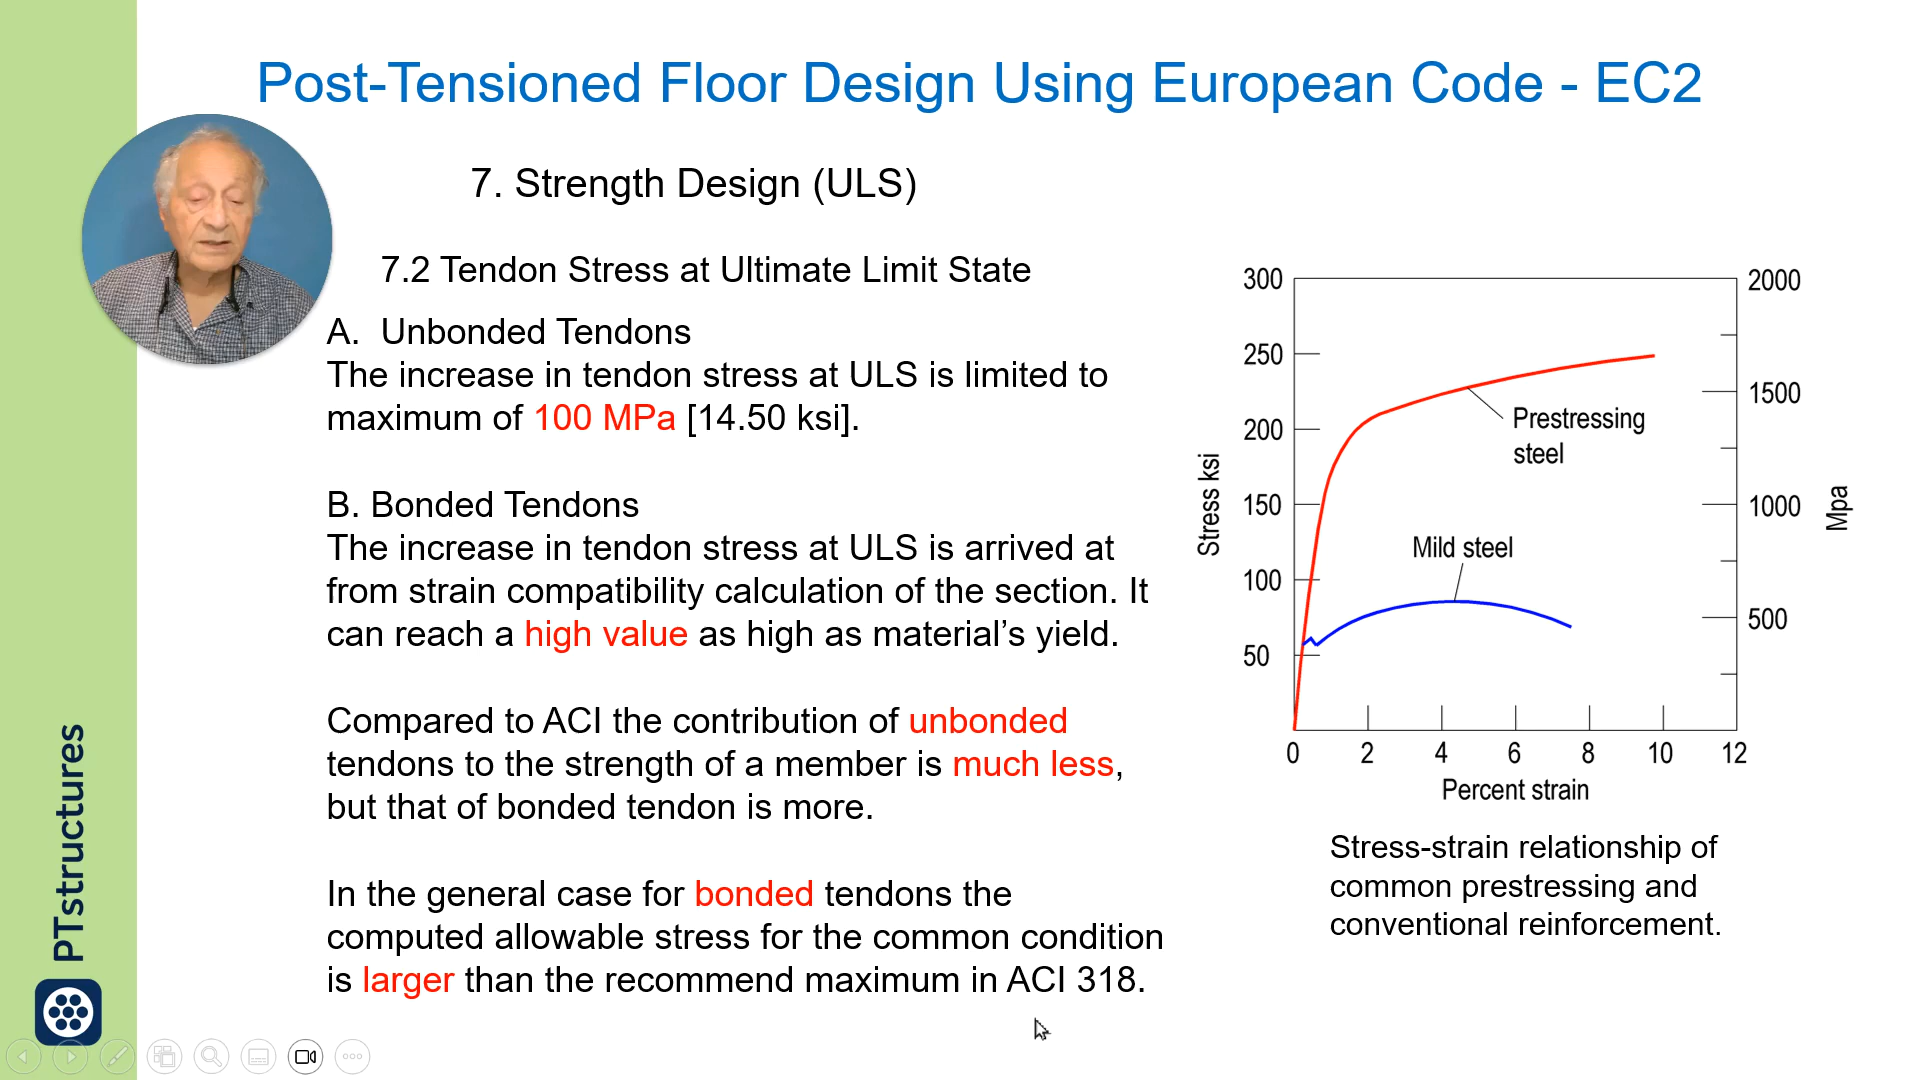 Post-Tensioned Floor Design Using European Code - EC2
7. Strength Design (ULS)
7.2 Tendon Stress at Ultimate Limit State
A. Unbonded Tendons
The increase in tendon stress at ULS is limited to
maximum of 100 MPa [14.50 ksi].
B. Bonded Tendons
The increase in tendon stress at ULS is arrived at
from strain compatibility calculation of the section. It
can reach a high value as high as material’s yield.
Compared to ACI the contribution of unbonded
tendons to the strength of a member is much less,
but that of bonded tendon is more.
In the general case for bonded tendons the
computed allowable stress for the common condition
is larger than the recommend maximum in ACI 318.
300
250
200
150
100
50
Stress ksi
2000
1500
1000
500
Mpa
Prestressing
steel
Mild steel
0 2 4 6 8 10 12
Percent strain
Stress-strain relationship of
common prestressing and
conventional reinforcement.
PTstructures